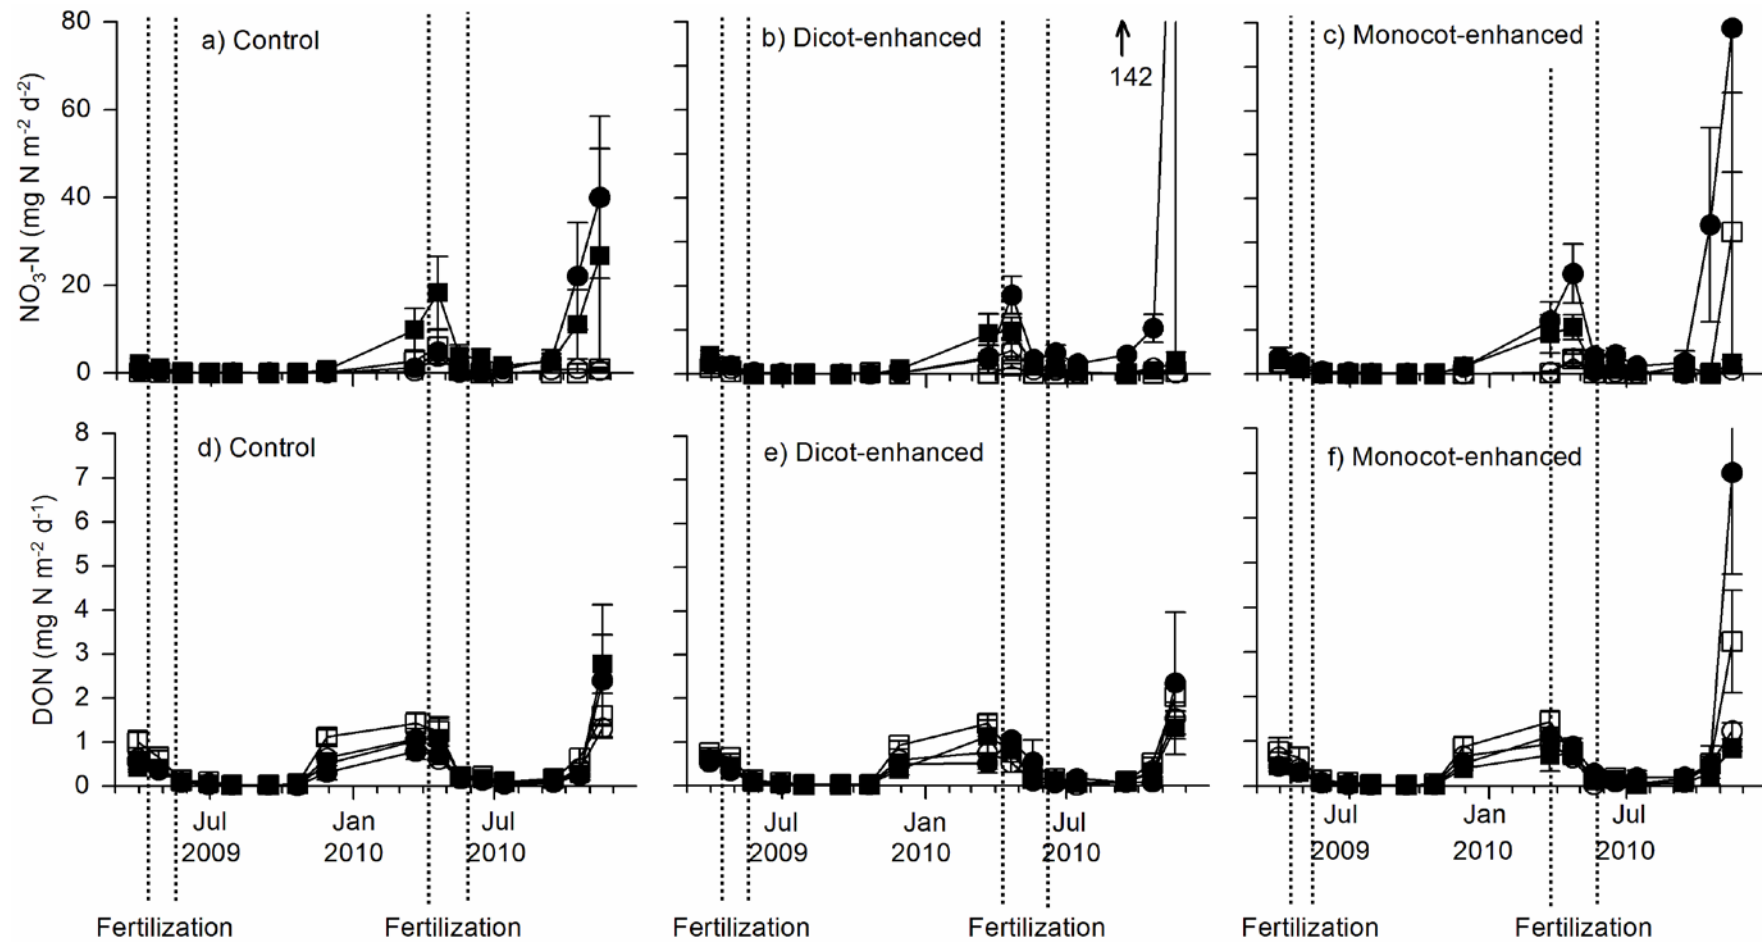 a) Control
b) Dicot-enhanced
c) Monocot-enhanced
142
NO₃-N (mg N m⁻² d⁻²)
80
60
40
20
0
d) Control
e) Dicot-enhanced
f) Monocot-enhanced
DON (mg N m⁻² d⁻¹)
8
7
6
5
4
3
2
1
0
Jul Jan Jul
2009 2010 2010
Jul Jan Jul
2009 2010 2010
Jul Jan Jul
2009 2010 2010
Fertilization Fertilization Fertilization Fertilization Fertilization Fertilization